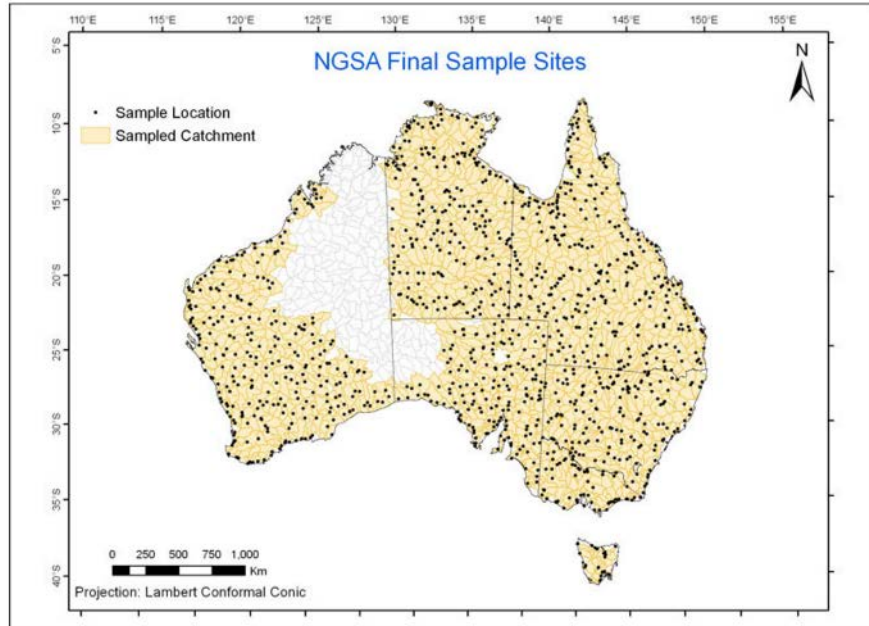 110°E 115°E 120°E 125°E 130°E 135°E 140°E 145°E 150°E 155°E
NGSA Final Sample Sites
N
Sample Location
Sampled Catchment
5°S
10°S
15°S
20°S
25°S
30°S
35°S
40°S
0 250 500 750 1,000
Km
Projection: Lambert Conformal Conic